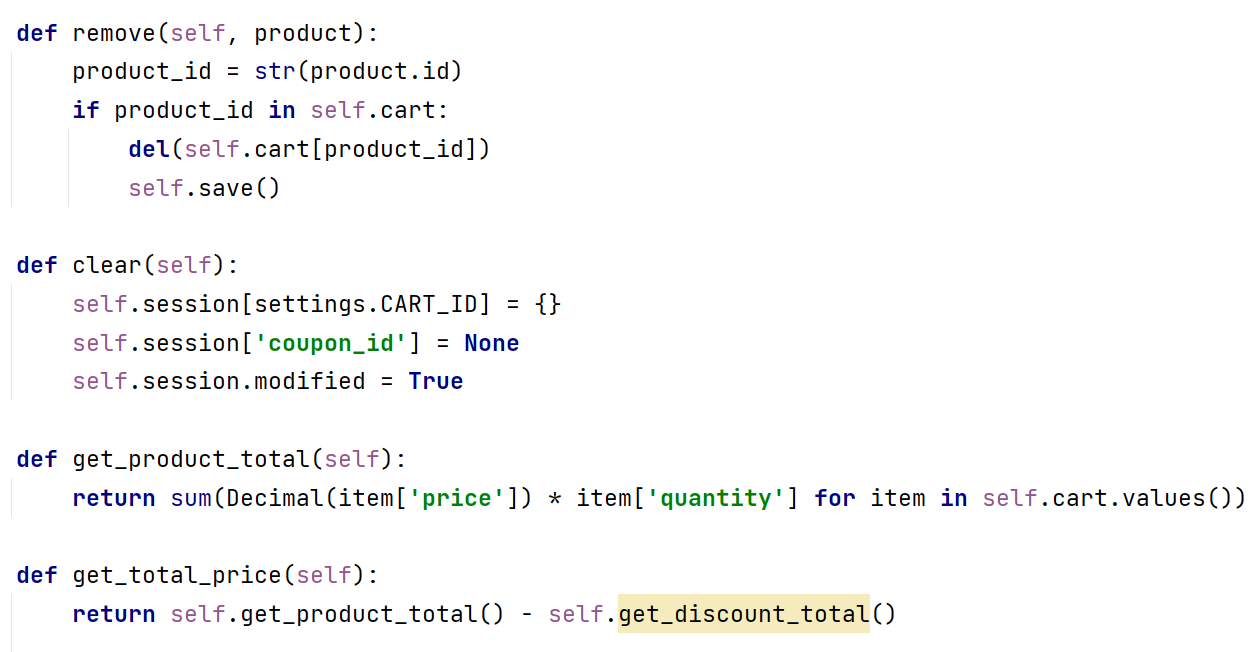 def remove(self, product):
    product_id = str(product.id)
    if product_id in self.cart:
        del(self.cart[product_id])
        self.save()

def clear(self):
    self.session[settings.CART_ID] = {}
    self.session['coupon_id'] = None
    self.session.modified = True

def get_product_total(self):
    return sum(Decimal(item['price']) * item['quantity'] for item in self.cart.values())

def get_total_price(self):
    return self.get_product_total() - self.get_discount_total()